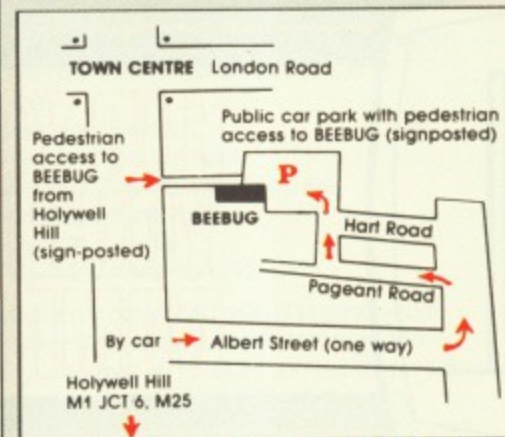 TOWN CENTRE London Road
Public car park with pedestrian
access to BEEBUG (signposted)
Pedestrian
access to
BEEBUG
from
Holywell
Hill
(sign-posted)
P
BEEBUG
Hart Road
Pageant Road
By car
Albert Street (one way)
Holywell Hill
M1 JCT 6, M25